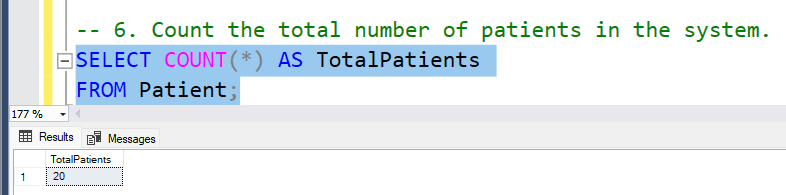 -- 6. Count the total number of patients in the system.
SELECT COUNT(*) AS TotalPatients
FROM Patient;
177 %
Results Messages
TotalPatients
1 20